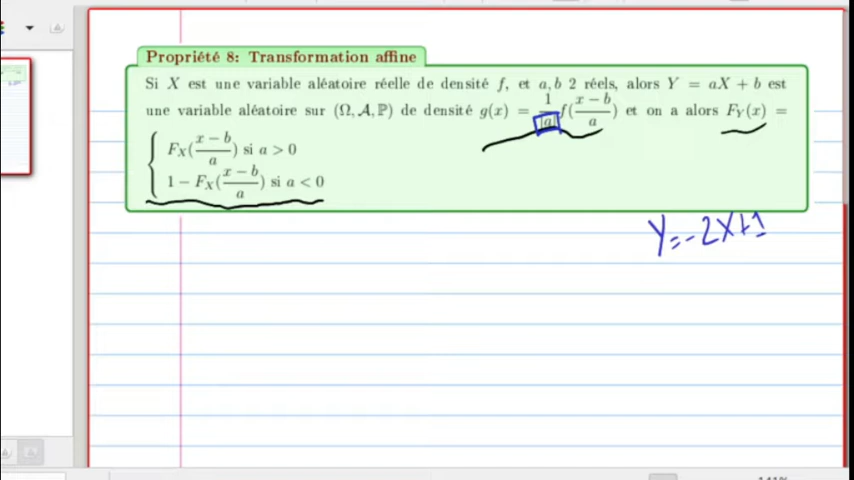 Propriété 8: Transformation affine
Si X est une variable aléatoire réelle de densité f, et a, b 2 réels, alors Y = aX + b est
une variable aléatoire sur (Ω, 𝒜, ℙ) de densité g(x) = 1/|a| f((x − b)/a) et on a alors F_Y(x) =
{ F_X((x − b)/a) si a > 0
1 − F_X((x − b)/a) si a < 0
Y=-2X+1